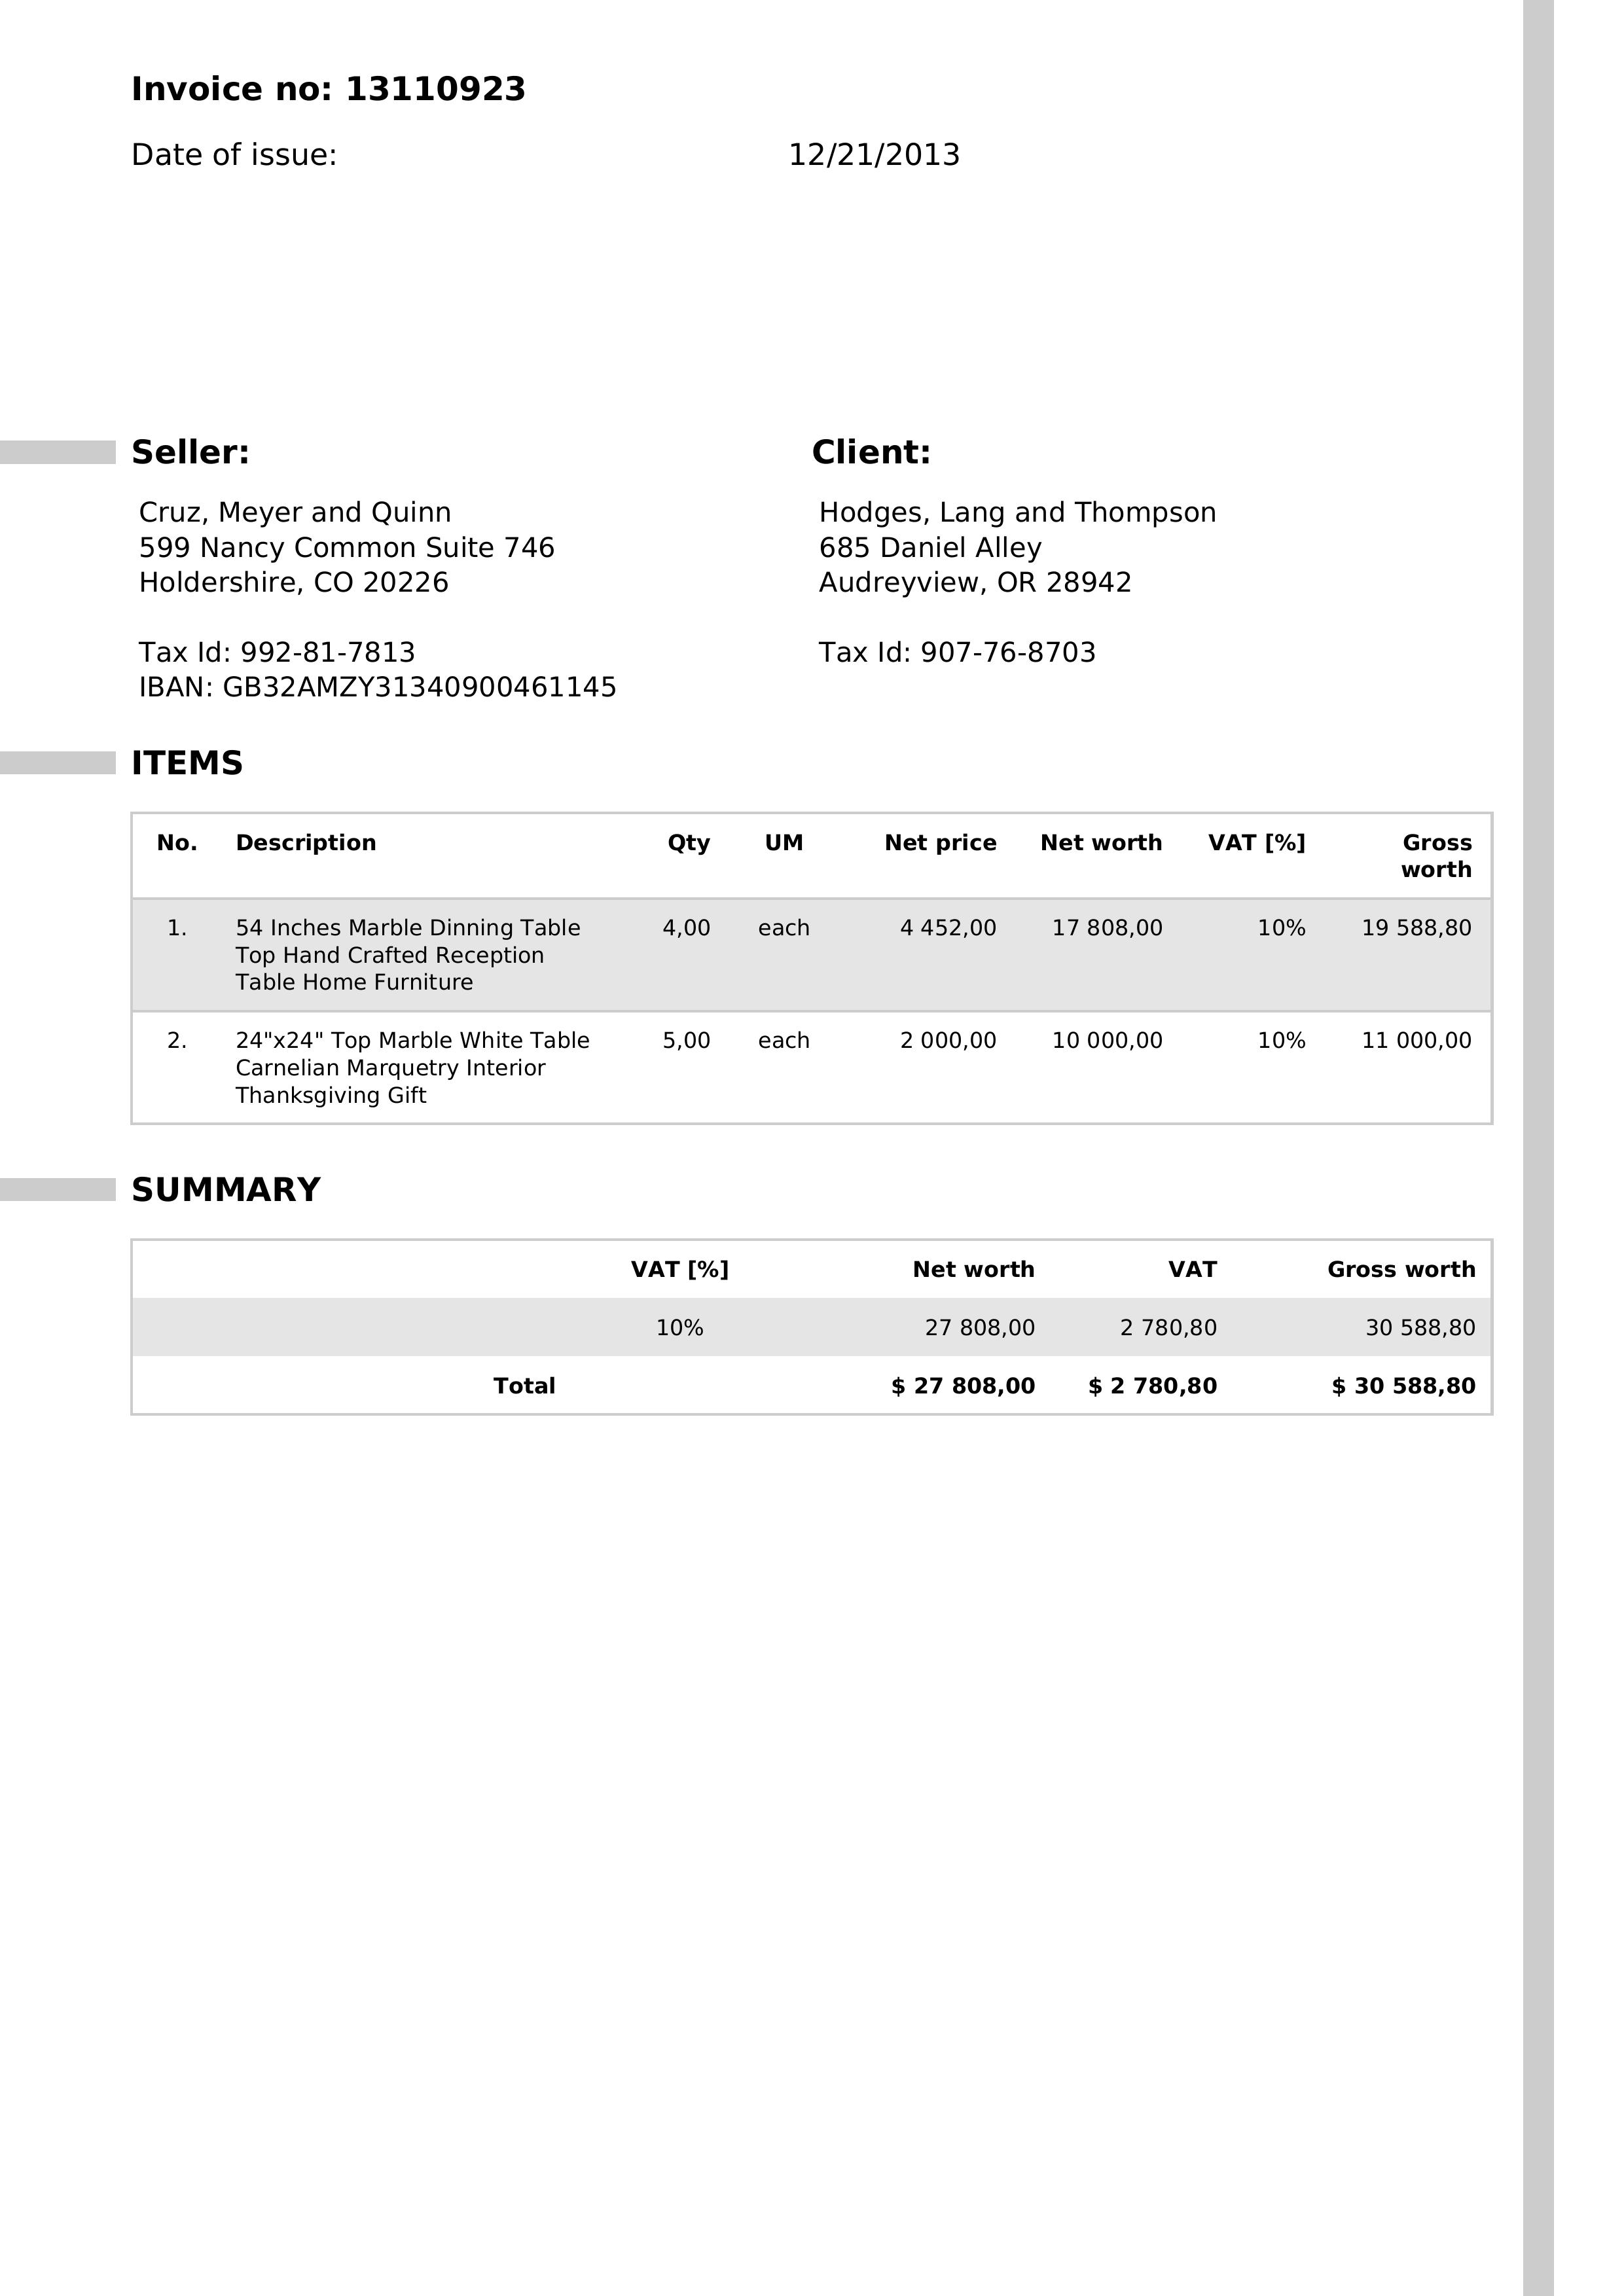 Invoice no: 13110923
Date of issue: 12/21/2013
Seller:
Cruz, Meyer and Quinn
599 Nancy Common Suite 746
Holdershire, CO 20226
Tax Id: 992-81-7813
IBAN: GB32AMZY31340900461145
Client:
Hodges, Lang and Thompson
685 Daniel Alley
Audreyview, OR 28942
Tax Id: 907-76-8703
ITEMS
No. Description Qty UM Net price Net worth VAT [%] Gross
worth
1. 54 Inches Marble Dinning Table 4,00 each 4 452,00 17 808,00 10% 19 588,80
Top Hand Crafted Reception
Table Home Furniture
2. 24"x24" Top Marble White Table 5,00 each 2 000,00 10 000,00 10% 11 000,00
Carnelian Marquetry Interior
Thanksgiving Gift
SUMMARY
VAT [%] Net worth VAT Gross worth
10% 27 808,00 2 780,80 30 588,80
Total $ 27 808,00 $ 2 780,80 $ 30 588,80